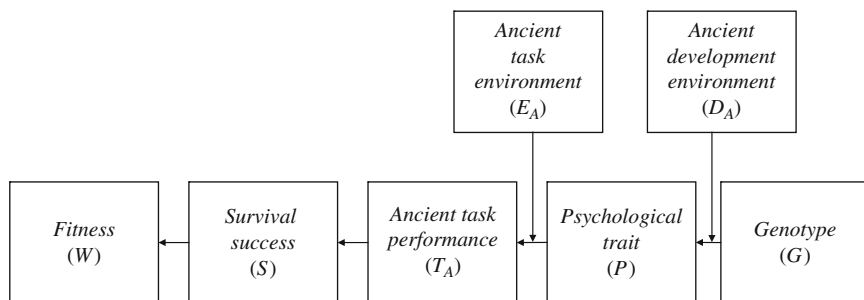 Ancient
task
environment
(E_A)
Ancient
development
environment
(D_A)
Fitness
(W)
Survival
success
(S)
Ancient task
performance
(T_A)
Psychological
trait
(P)
Genotype
(G)